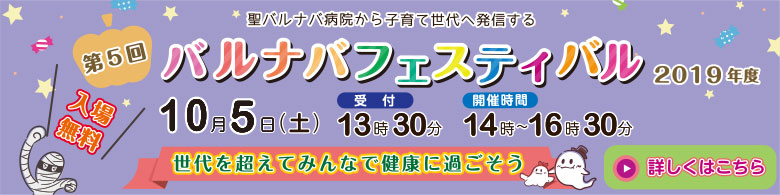 聖バルナバ病院から子育て世代へ発信する
第5回
バルナバフェスティバル
2019年度
入場
無料
10月5日(土)
受付
13時30分
開催時間
14時~16時30分
世代を超えてみんなで健康に過ごそう
詳しくはこちら